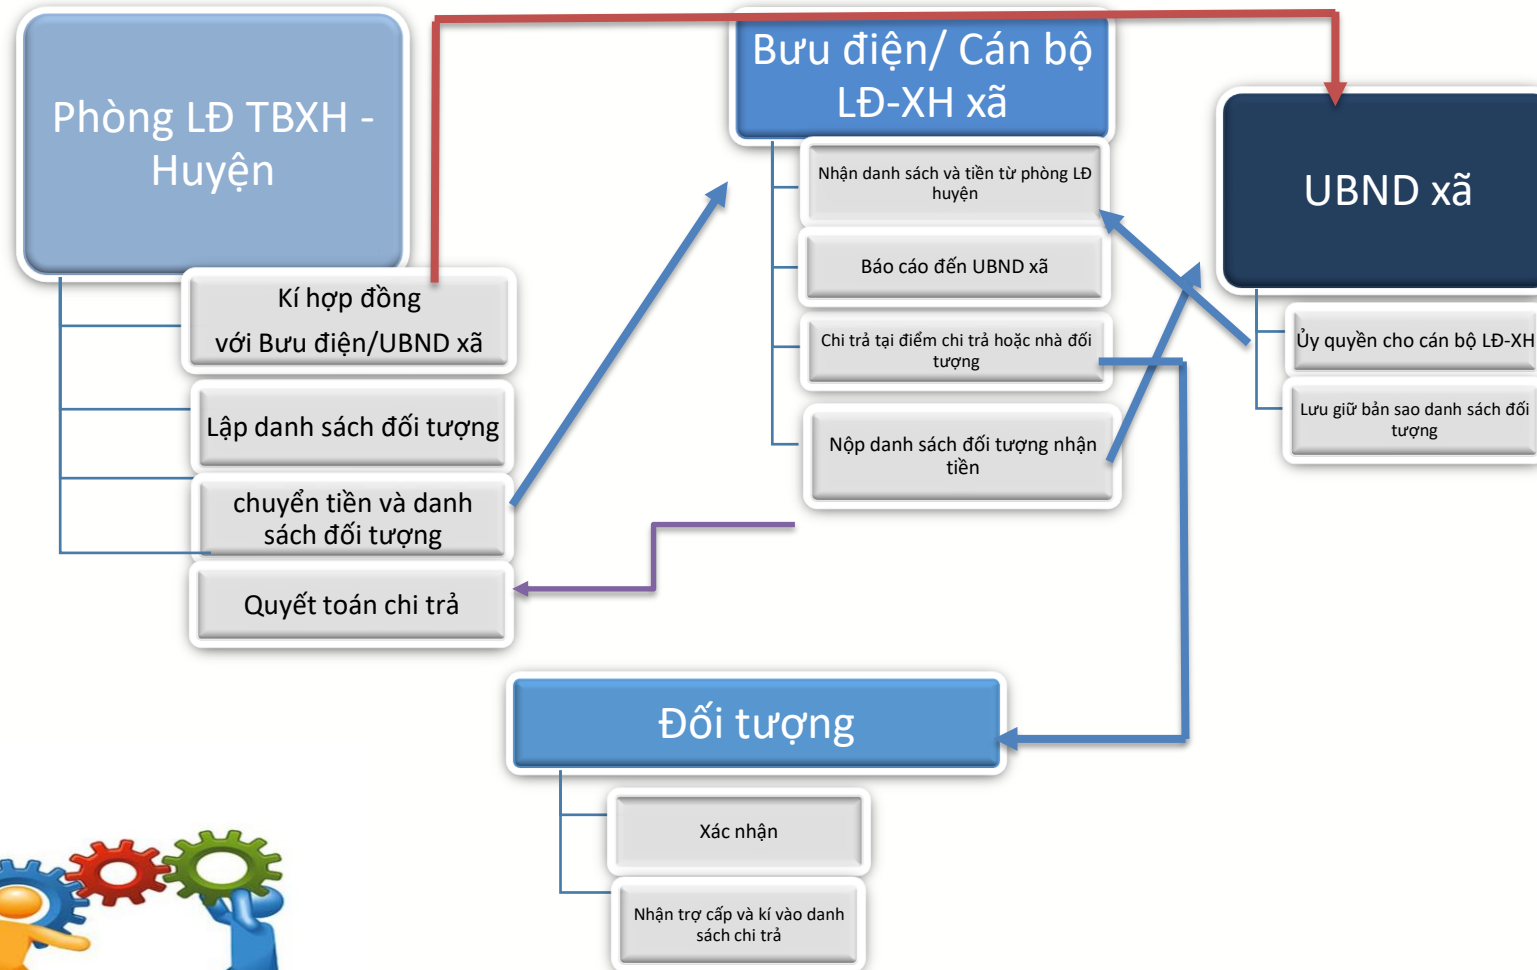 Phòng LĐ TBXH -
Huyện
Kí hợp đồng
với Bưu điện/UBND xã
Lập danh sách đối tượng
chuyển tiền và danh
sách đối tượng
Quyết toán chi trả
Bưu điện/ Cán bộ
LĐ-XH xã
Nhận danh sách và tiền từ phòng LĐ
huyện
Báo cáo đến UBND xã
Chi trả tại điểm chi trả hoặc nhà đối
tượng
Nộp danh sách đối tượng nhận
tiền
UBND xã
Ủy quyền cho cán bộ LĐ-XH
Lưu giữ bản sao danh sách đối
tượng
Đối tượng
Xác nhận
Nhận trợ cấp và kí vào danh
sách chi trả